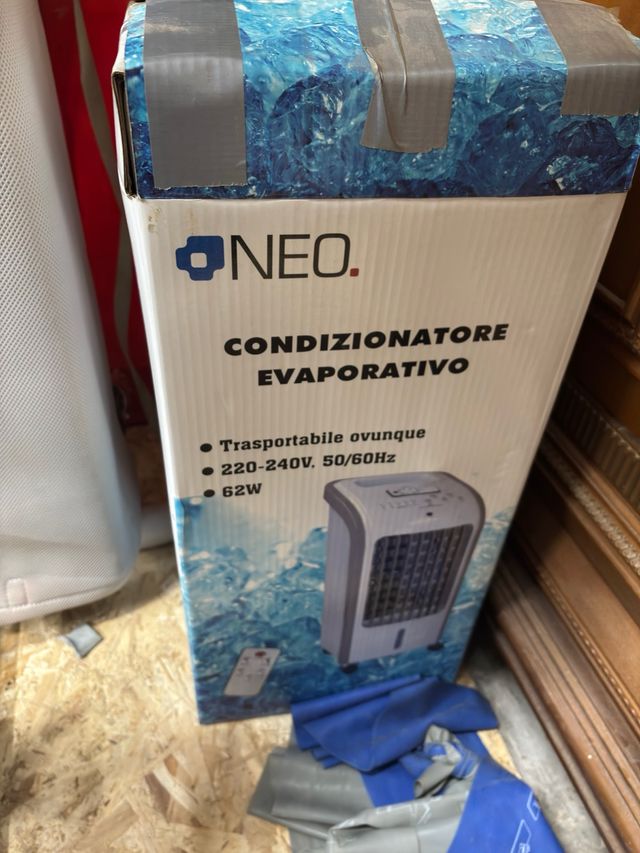 NEO.
CONDIZIONATORE
EVAPORATIVO
• Trasportabile ovunque
• 220-240V. 50/60Hz
• 62W